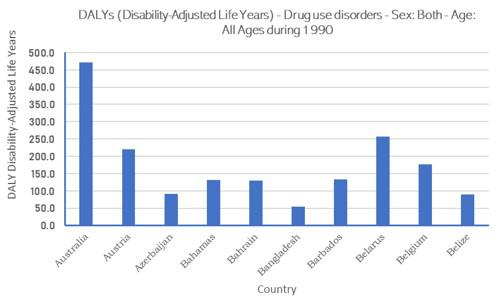 DALYs (Disability-Adjusted Life Years) - Drug use disorders - Sex: Both - Age:
All Ages during 1990
DALY Disability-Adjusted Life Years
500.0
450.0
400.0
350.0
300.0
250.0
200.0
150.0
100.0
50.0
0.0
Australia
Austria
Azerbaijan
Bahamas
Bahrain
Bangladesh
Barbados
Belarus
Belgium
Belize
Country